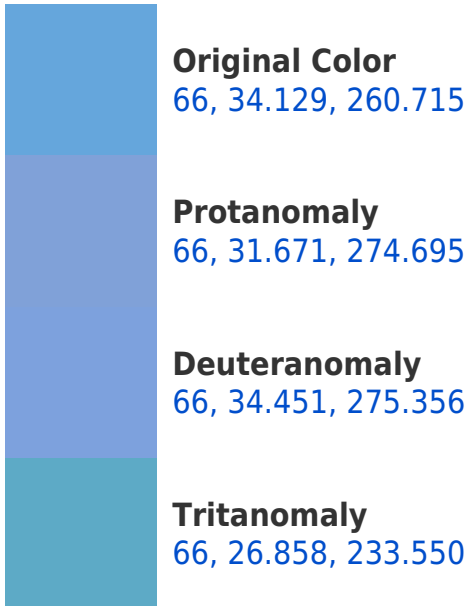 Original Color
66, 34.129, 260.715
Protanomaly
66, 31.671, 274.695
Deuteranomaly
66, 34.451, 275.356
Tritanomaly
66, 26.858, 233.550